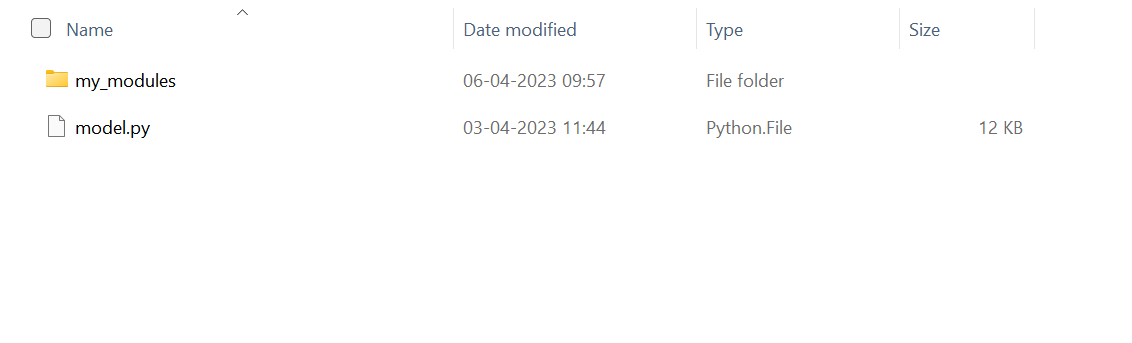 Name Date modified Type Size
my_modules 06-04-2023 09:57 File folder
model.py 03-04-2023 11:44 Python.File 12 KB